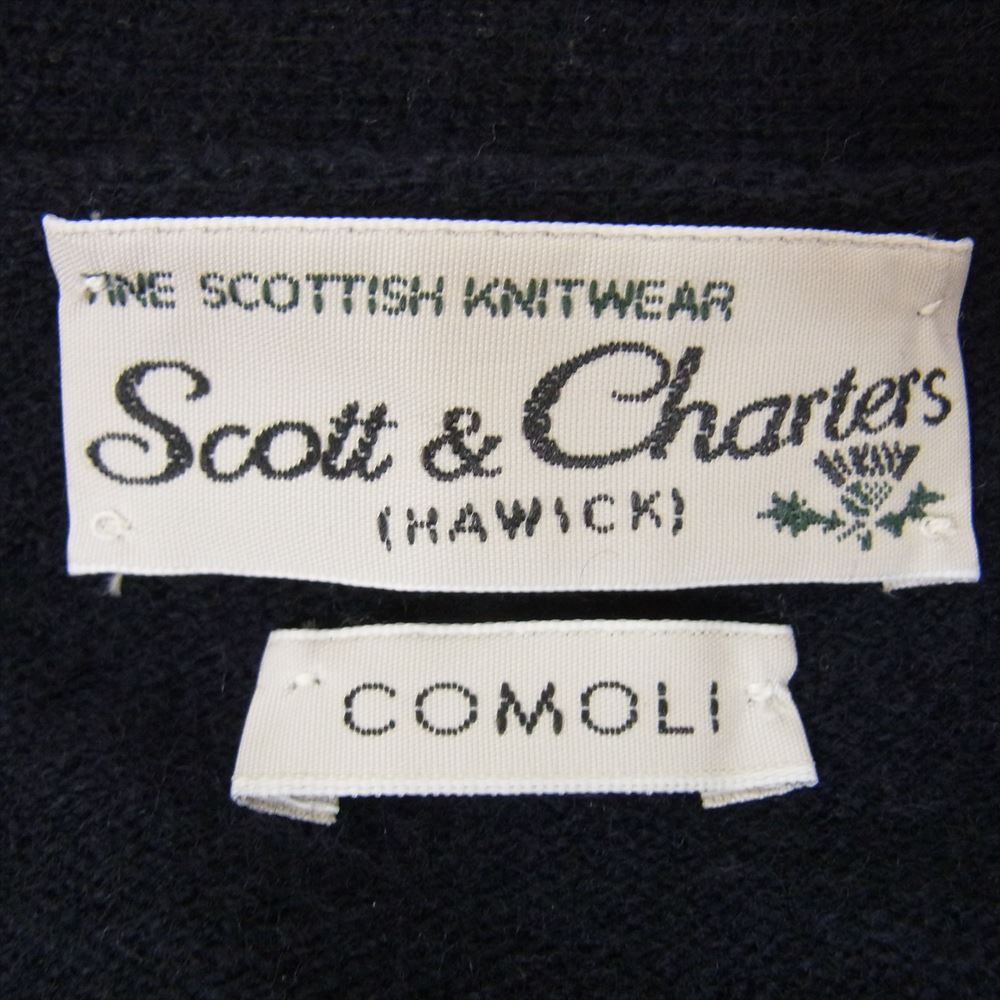 FINE SCOTTISH KNITWEAR
Scott & Charters
(HAWICK)
COMOLI